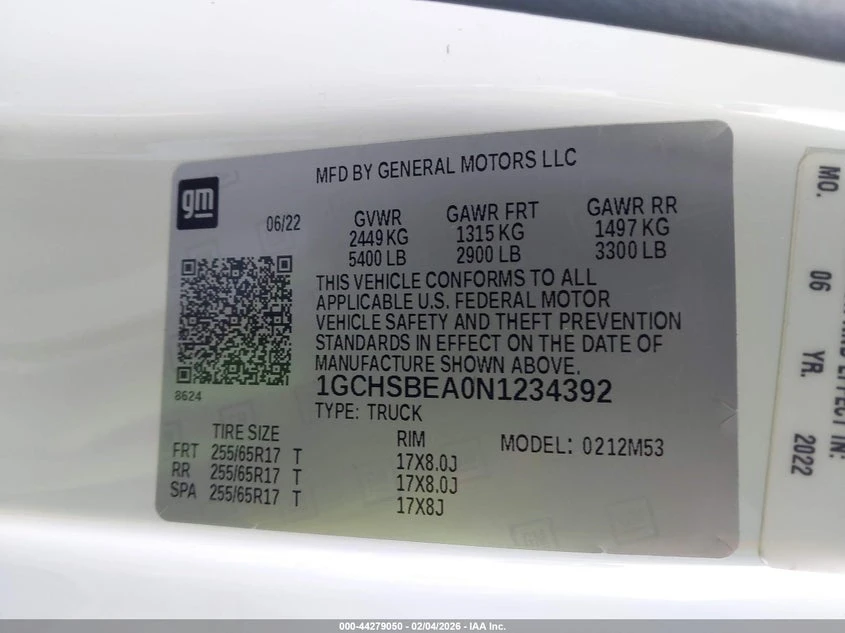 MFD BY GENERAL MOTORS LLC
gm
06/22
GVWR GAWR FRT GAWR RR
2449 KG 1315 KG 1497 KG
5400 LB 2900 LB 3300 LB
THIS VEHICLE CONFORMS TO ALL
APPLICABLE U.S. FEDERAL MOTOR
VEHICLE SAFETY AND THEFT PREVENTION
STANDARDS IN EFFECT ON THE DATE OF
MANUFACTURE SHOWN ABOVE.
8624
1GCHSBEA0N1234392
TYPE: TRUCK
TIRE SIZE RIM MODEL: 0212M53
FRT 255/65R17 T 17X8.0J
RR 255/65R17 T 17X8.0J
SPA 255/65R17 T 17X8J
MO. 06 YR. 2022
EFFECT IN:
000-44279050 - 02/04/2026 - IAA Inc.